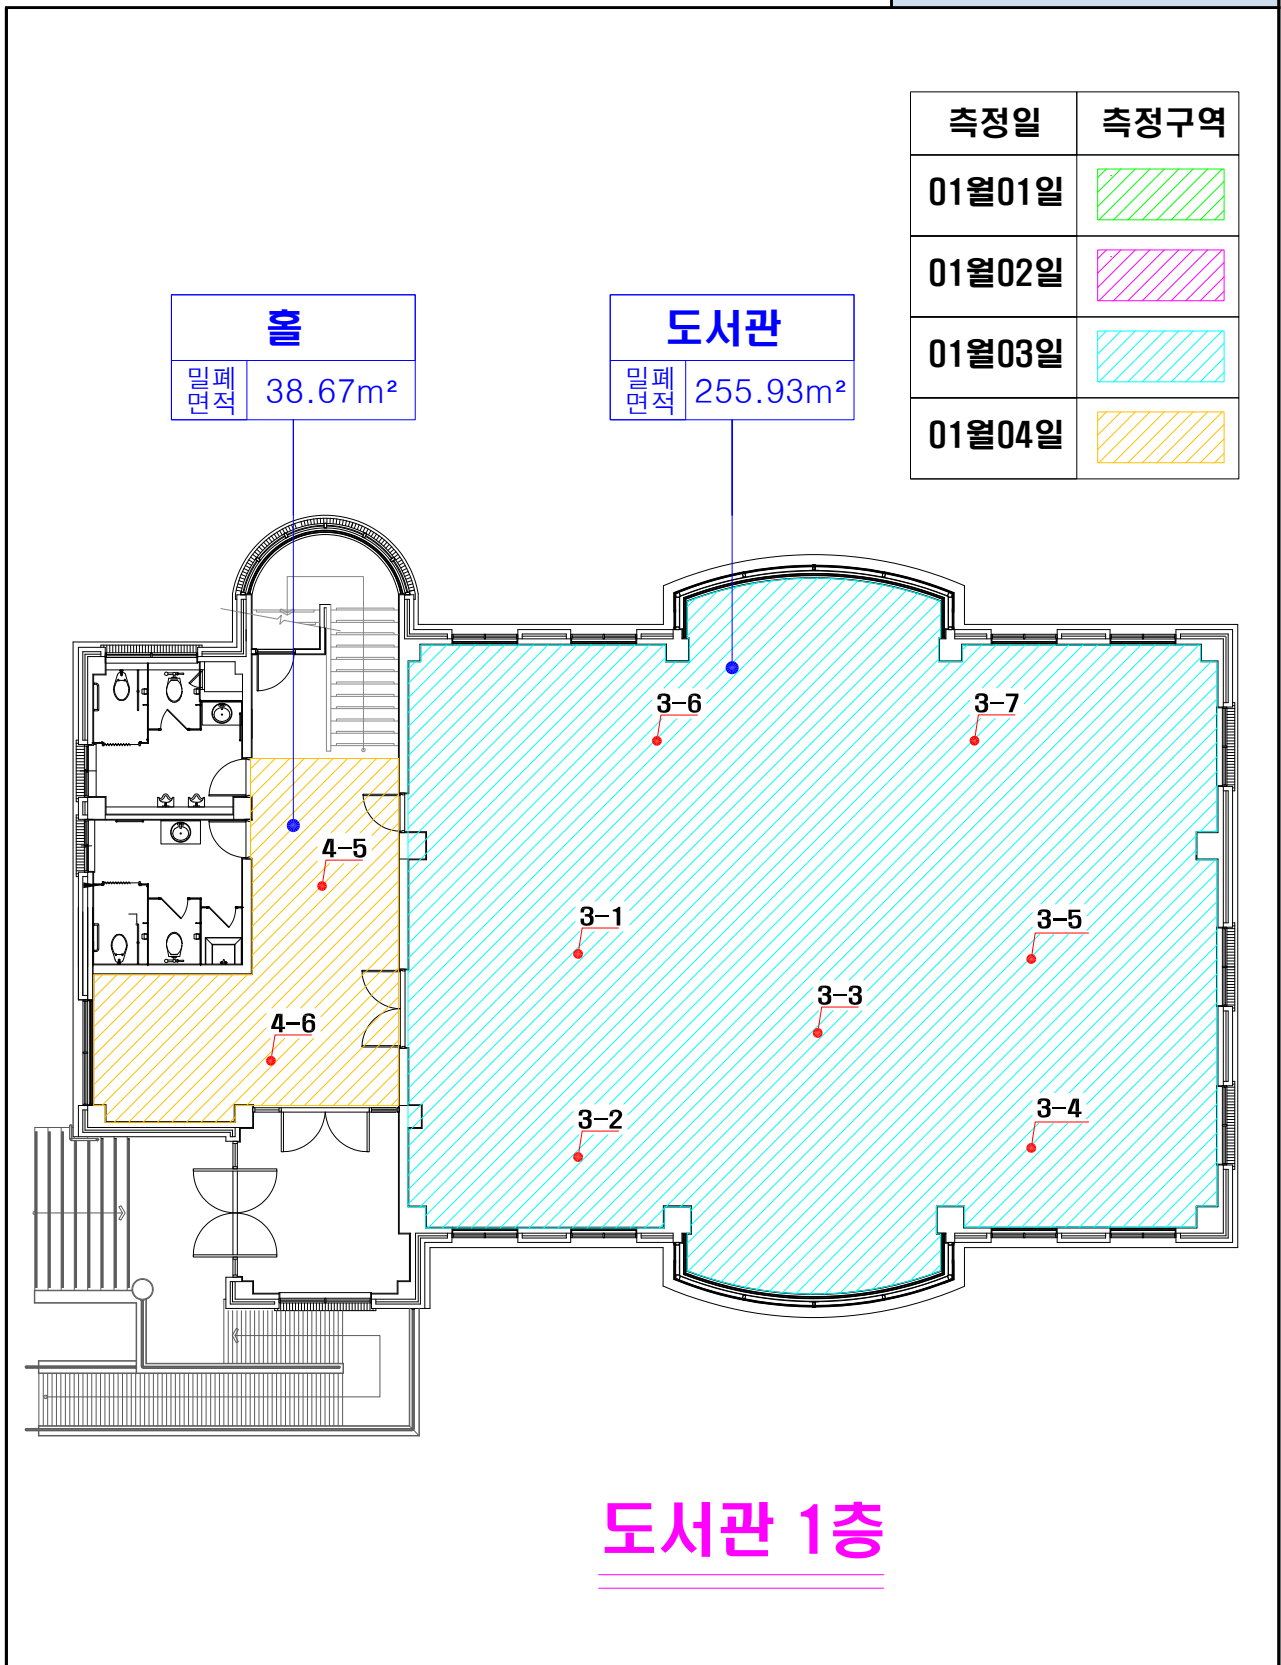 측정일 측정구역
01월01일
01월02일
01월03일
01월04일
홀
밀폐
면적
38.67m²
도서관
밀폐
면적
255.93m²
3-6
3-7
4-5
3-1
3-5
3-3
4-6
3-2
3-4
도서관 1층